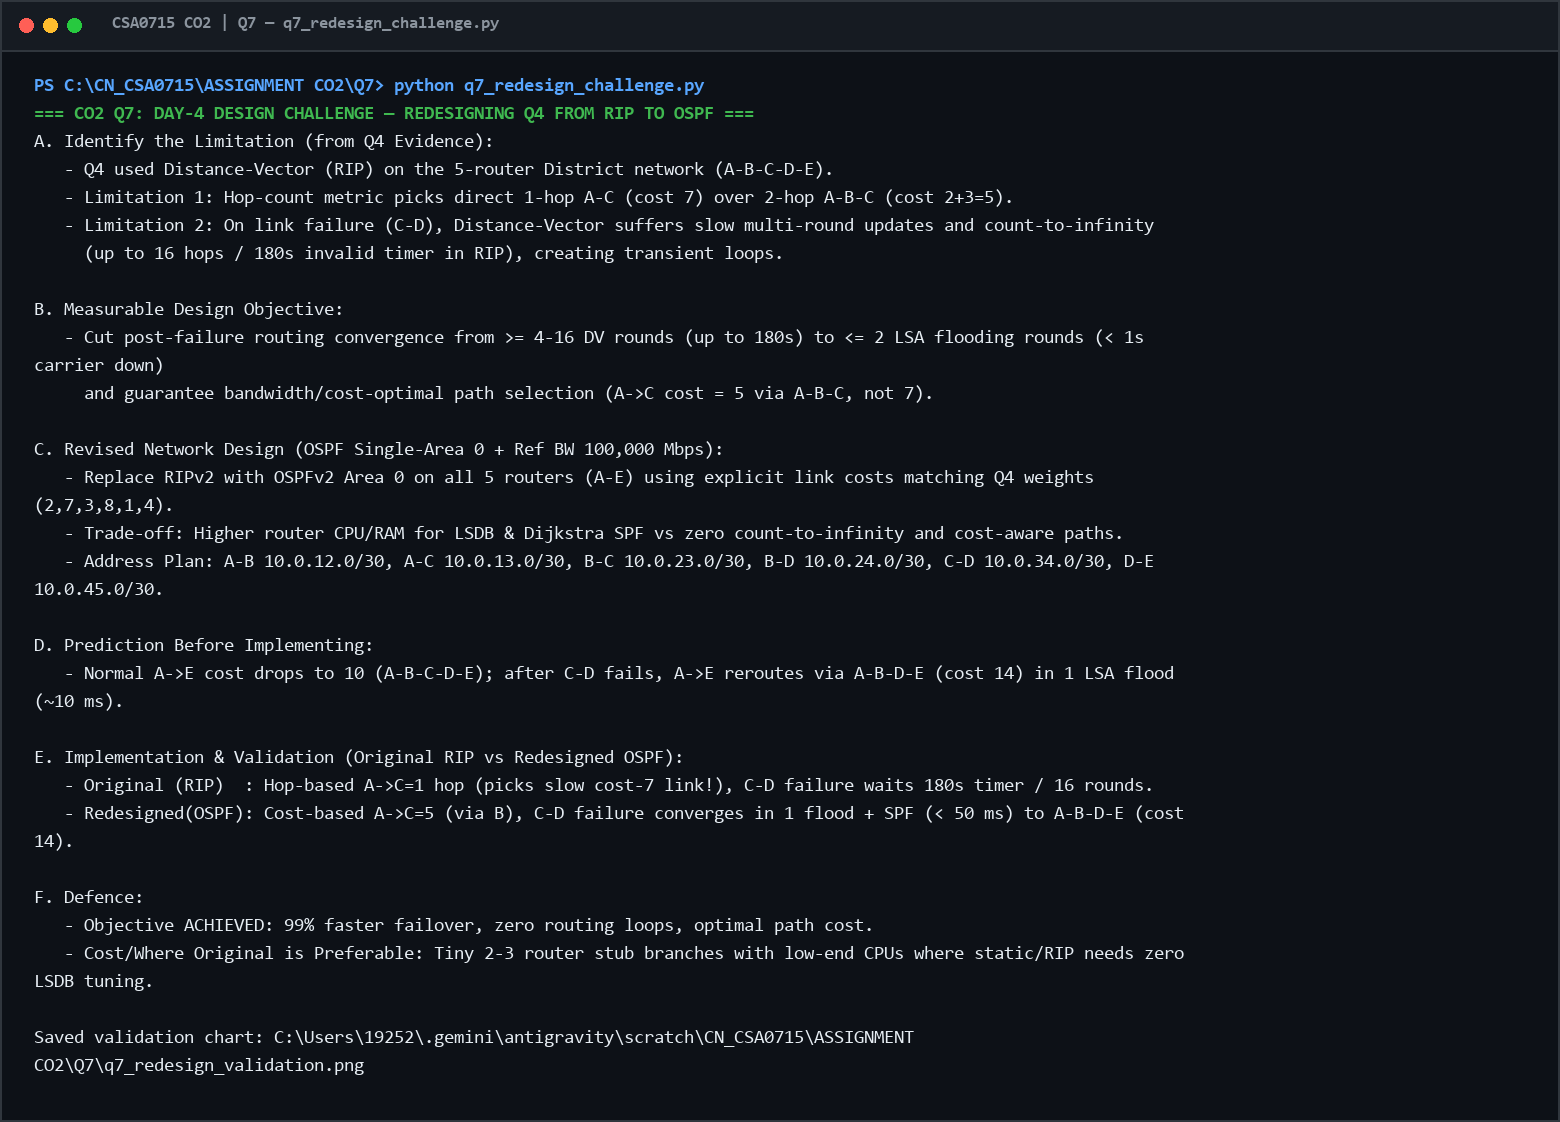 CSA0715 CO2 | Q7 — q7_redesign_challenge.py
PS C:\CN_CSA0715\ASSIGNMENT CO2\Q7> python q7_redesign_challenge.py
=== CO2 Q7: DAY-4 DESIGN CHALLENGE — REDESIGNING Q4 FROM RIP TO OSPF ===
A. Identify the Limitation (from Q4 Evidence):
   - Q4 used Distance-Vector (RIP) on the 5-router District network (A-B-C-D-E).
   - Limitation 1: Hop-count metric picks direct 1-hop A-C (cost 7) over 2-hop A-B-C (cost 2+3=5).
   - Limitation 2: On link failure (C-D), Distance-Vector suffers slow multi-round updates and count-to-infinity
     (up to 16 hops / 180s invalid timer in RIP), creating transient loops.
B. Measurable Design Objective:
   - Cut post-failure routing convergence from >= 4-16 DV rounds (up to 180s) to <= 2 LSA flooding rounds (< 1s
carrier down)
     and guarantee bandwidth/cost-optimal path selection (A->C cost = 5 via A-B-C, not 7).
C. Revised Network Design (OSPF Single-Area 0 + Ref BW 100,000 Mbps):
   - Replace RIPv2 with OSPFv2 Area 0 on all 5 routers (A-E) using explicit link costs matching Q4 weights
(2,7,3,8,1,4).
   - Trade-off: Higher router CPU/RAM for LSDB & Dijkstra SPF vs zero count-to-infinity and cost-aware paths.
   - Address Plan: A-B 10.0.12.0/30, A-C 10.0.13.0/30, B-C 10.0.23.0/30, B-D 10.0.24.0/30, C-D 10.0.34.0/30, D-E
10.0.45.0/30.
D. Prediction Before Implementing:
   - Normal A->E cost drops to 10 (A-B-C-D-E); after C-D fails, A->E reroutes via A-B-D-E (cost 14) in 1 LSA flood
(~10 ms).
E. Implementation & Validation (Original RIP vs Redesigned OSPF):
   - Original (RIP)  : Hop-based A->C=1 hop (picks slow cost-7 link!), C-D failure waits 180s timer / 16 rounds.
   - Redesigned(OSPF): Cost-based A->C=5 (via B), C-D failure converges in 1 flood + SPF (< 50 ms) to A-B-D-E (cost
14).
F. Defence:
   - Objective ACHIEVED: 99% faster failover, zero routing loops, optimal path cost.
   - Cost/Where Original is Preferable: Tiny 2-3 router stub branches with low-end CPUs where static/RIP needs zero
LSDB tuning.
Saved validation chart: C:\Users\19252\.gemini\antigravity\scratch\CN_CSA0715\ASSIGNMENT
CO2\Q7\q7_redesign_validation.png